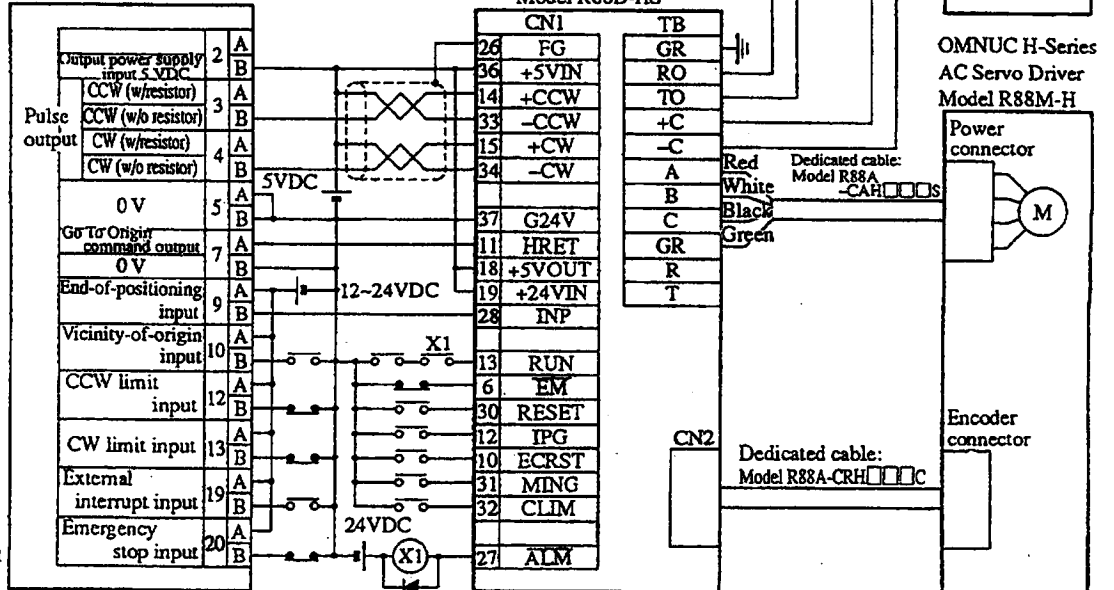 CN1
TB
OMNUC H-Series
AC Servo Driver
Model R88M-H
Output power supply
input 5 VDC
2
A
B
Pulse
output
CCW (w/resistor)
CCW (w/o resistor)
3
A
B
CW (w/resistor)
CW (w/o resistor)
4
A
B
0 V
5
A
B
Go To Origin
command output
0 V
7
A
B
End-of-positioning
input
9
A
B
Vicinity-of-origin
input
10
A
B
CCW limit
input
12
A
B
CW limit input
13
A
B
External
interrupt input
19
A
B
Emergency
stop input
20
A
B
5VDC
12~24VDC
X1
24VDC
X1
26 FG
36 +5VIN
14 +CCW
33 -CCW
15 +CW
34 -CW
37 G24V
11 HRET
18 +5VOUT
19 +24VIN
28 INP
13 RUN
6 EM
30 RESET
12 IPG
10 ECRST
31 MING
32 CLIM
27 ALM
GR
RO
TO
+C
-C
A
B
C
GR
R
T
Red
White
Black
Green
Dedicated cable:
Model R88A
-CAH□□□S
Power
connector
M
CN2
Dedicated cable:
Model R88A-CRH□□□C
Encoder
connector